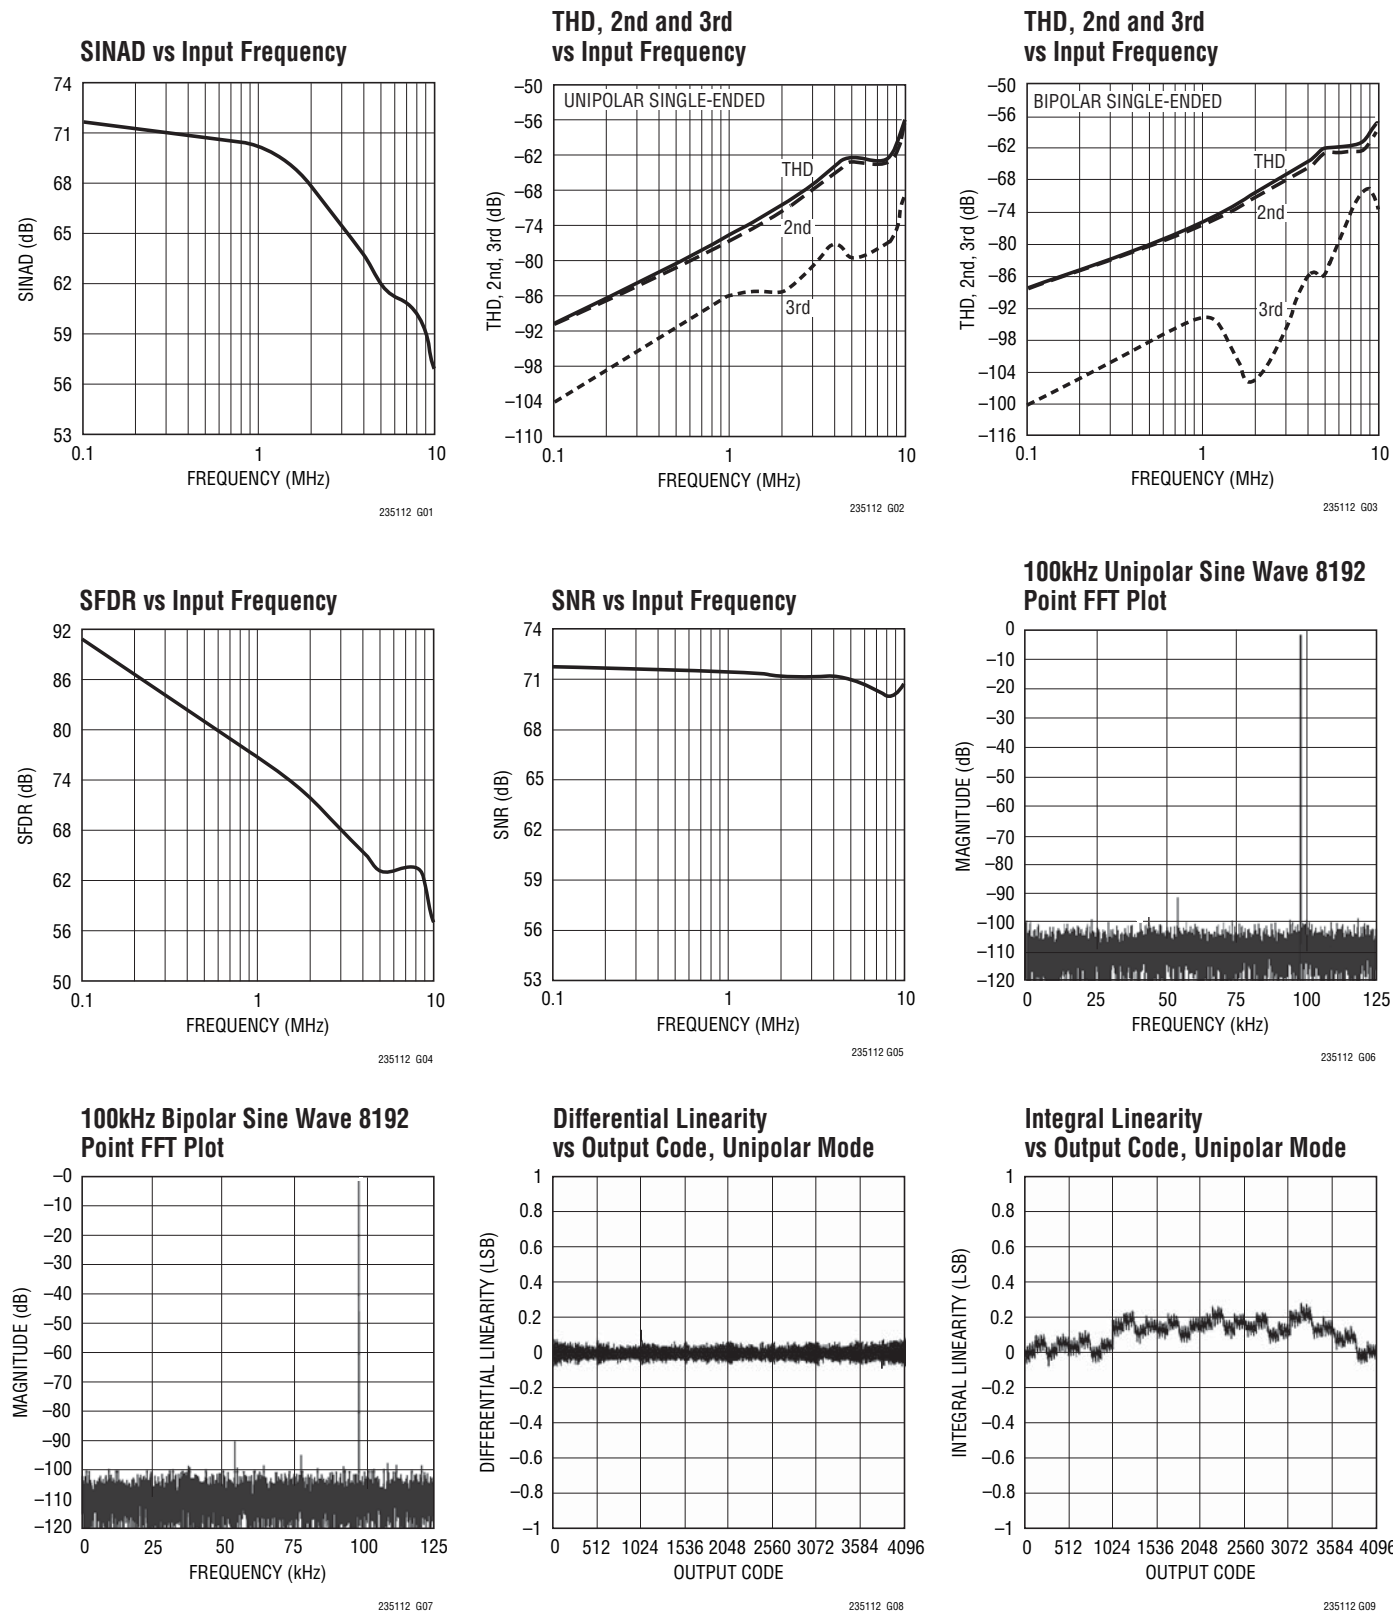 SINAD vs Input Frequency
74
71
68
65
62
59
56
53
SINAD (dB)
0.1
1
10
FREQUENCY (MHz)
235112 G01
THD, 2nd and 3rd
vs Input Frequency
–50
–56
–62
–68
–74
–80
–86
–92
–98
–104
–110
THD, 2nd, 3rd (dB)
UNIPOLAR SINGLE-ENDED
THD
2nd
3rd
0.1
1
10
FREQUENCY (MHz)
235112 G02
THD, 2nd and 3rd
vs Input Frequency
–50
–56
–62
–68
–74
–80
–86
–92
–98
–104
–100
–116
THD, 2nd, 3rd (dB)
BIPOLAR SINGLE-ENDED
THD
2nd
3rd
0.1
1
10
FREQUENCY (MHz)
235112 G03
SFDR vs Input Frequency
92
86
80
74
68
62
56
50
SFDR (dB)
0.1
1
10
FREQUENCY (MHz)
235112 G04
SNR vs Input Frequency
74
71
68
65
62
59
56
53
SNR (dB)
0.1
1
10
FREQUENCY (MHz)
235112 G05
100kHz Unipolar Sine Wave 8192
Point FFT Plot
0
–10
–20
–30
–40
–50
–60
–70
–80
–90
–100
–110
–120
MAGNITUDE (dB)
0
25
50
75
100
125
FREQUENCY (kHz)
235112 G06
100kHz Bipolar Sine Wave 8192
Point FFT Plot
–0
–10
–20
–30
–40
–50
–60
–70
–80
–90
–100
–110
–120
MAGNITUDE (dB)
0
25
50
75
100
125
FREQUENCY (kHz)
235112 G07
Differential Linearity
vs Output Code, Unipolar Mode
1
0.8
0.6
0.4
0.2
0
–0.2
–0.4
–0.6
–0.8
–1
DIFFERENTIAL LINEARITY (LSB)
0
512
1024
1536
2048
2560
3072
3584
4096
OUTPUT CODE
235112 G08
Integral Linearity
vs Output Code, Unipolar Mode
1
0.8
0.6
0.4
0.2
0
–0.2
–0.4
–0.6
–0.8
–1
INTEGRAL LINEARITY (LSB)
0
512
1024
1536
2048
2560
3072
3584
4096
OUTPUT CODE
235112 G09